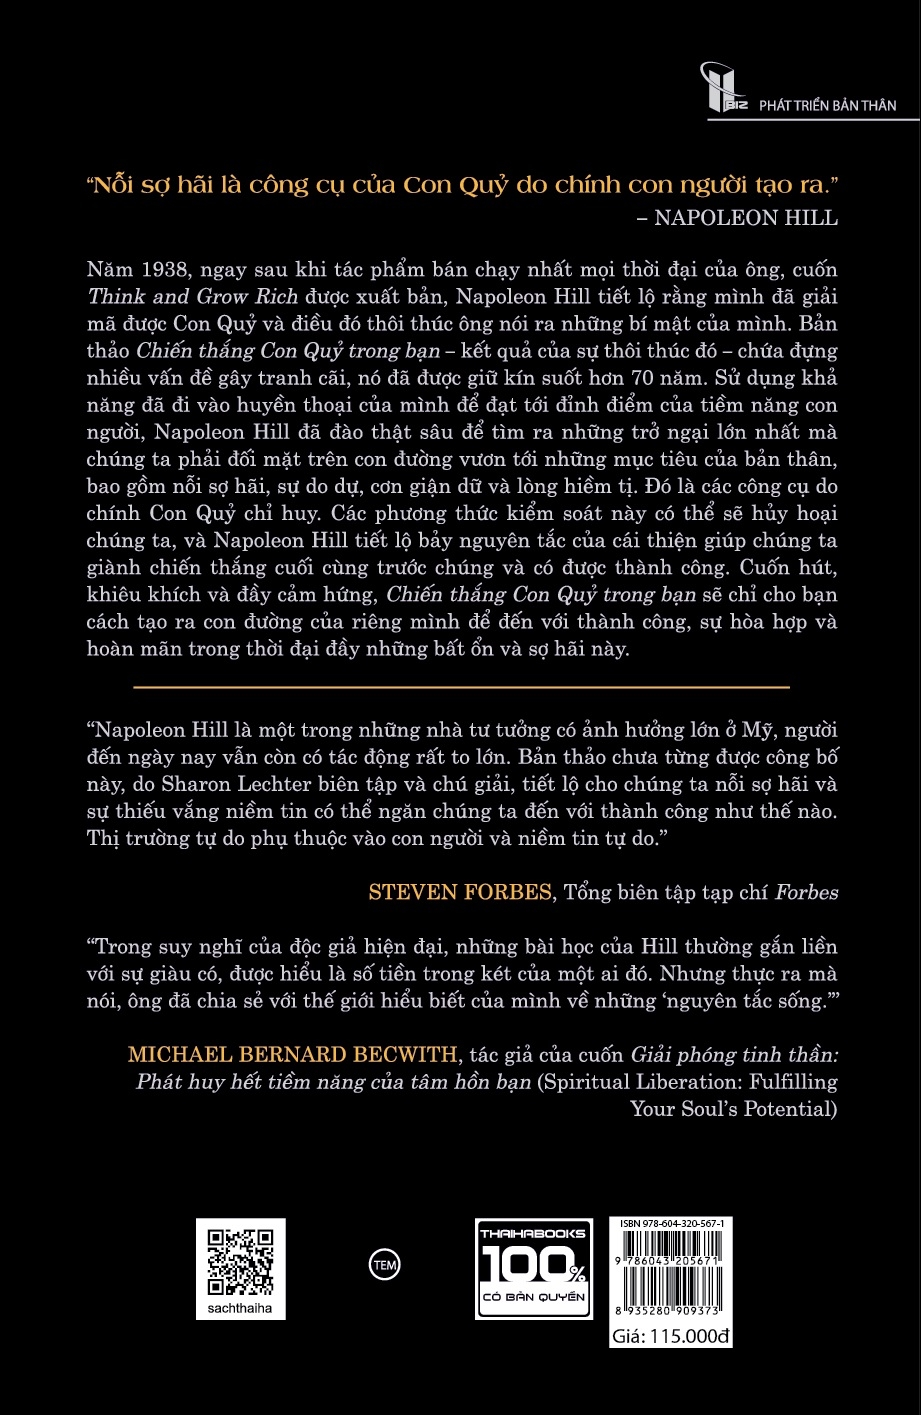 BIZ PHÁT TRIỂN BẢN THÂN
“Nỗi sợ hãi là công cụ của Con Quỷ do chính con người tạo ra.”
– NAPOLEON HILL
Năm 1938, ngay sau khi tác phẩm bán chạy nhất mọi thời đại của ông, cuốn
Think and Grow Rich được xuất bản, Napoleon Hill tiết lộ rằng mình đã giải
mã được Con Quỷ và điều đó thôi thúc ông nói ra những bí mật của mình. Bản
thảo Chiến thắng Con Quỷ trong bạn – kết quả của sự thôi thúc đó – chứa đựng
nhiều vấn đề gây tranh cãi, nó đã được giữ kín suốt hơn 70 năm. Sử dụng khả
năng đã đi vào huyền thoại của mình để đạt tới đỉnh điểm của tiềm năng con
người, Napoleon Hill đã đào thật sâu để tìm ra những trở ngại lớn nhất mà
chúng ta phải đối mặt trên con đường vươn tới những mục tiêu của bản thân,
bao gồm nỗi sợ hãi, sự do dự, cơn giận dữ và lòng hiềm tị. Đó là các công cụ do
chính Con Quỷ chỉ huy. Các phương thức kiểm soát này có thể sẽ hủy hoại
chúng ta, và Napoleon Hill tiết lộ bảy nguyên tắc của cái thiện giúp chúng ta
giành chiến thắng cuối cùng trước chúng và có được thành công. Cuốn hút,
khiêu khích và đầy cảm hứng, Chiến thắng Con Quỷ trong bạn sẽ chỉ cho bạn
cách tạo ra con đường của riêng mình để đến với thành công, sự hòa hợp và
hoàn mãn trong thời đại đầy những bất ổn và sợ hãi này.
“Napoleon Hill là một trong những nhà tư tưởng có ảnh hưởng lớn ở Mỹ, người
đến ngày nay vẫn còn có tác động rất to lớn. Bản thảo chưa từng được công bố
này, do Sharon Lechter biên tập và chú giải, tiết lộ cho chúng ta nỗi sợ hãi và
sự thiếu vắng niềm tin có thể ngăn chúng ta đến với thành công như thế nào.
Thị trường tự do phụ thuộc vào con người và niềm tin tự do.”
STEVEN FORBES, Tổng biên tập tạp chí Forbes
“Trong suy nghĩ của độc giả hiện đại, những bài học của Hill thường gắn liền
với sự giàu có, được hiểu là số tiền trong két của một ai đó. Nhưng thực ra mà
nói, ông đã chia sẻ với thế giới hiểu biết của mình về những ‘nguyên tắc sống.’”
MICHAEL BERNARD BECWITH, tác giả của cuốn Giải phóng tinh thần:
Phát huy hết tiềm năng của tâm hồn bạn (Spiritual Liberation: Fulfilling
Your Soul’s Potential)
sachthaiha
TEM
THAIHABOOKS
100%
CÓ BẢN QUYỀN
ISBN 978-604-320-567-1
9 786043 205671
8 935280 909373
Giá: 115.000đ